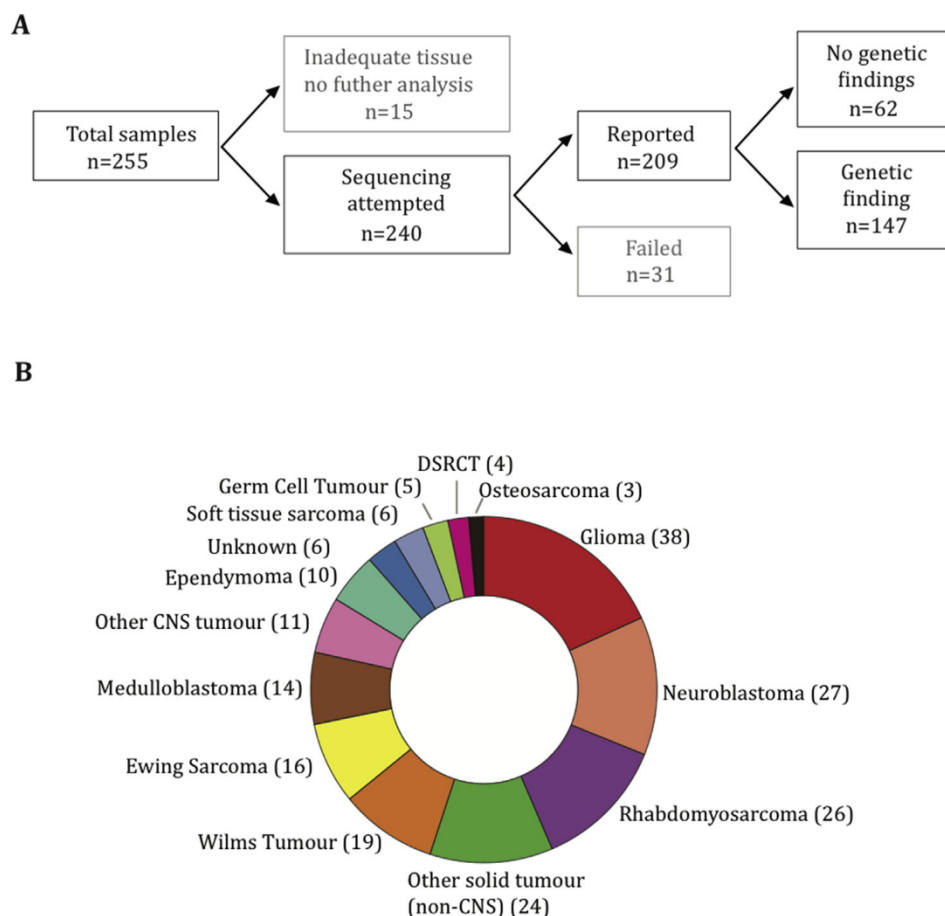 A
Total samples
n=255
Inadequate tissue
no futher analysis
n=15
Sequencing
attempted
n=240
Reported
n=209
Failed
n=31
No genetic
findings
n=62
Genetic
finding
n=147
B
DSRCT (4)
Germ Cell Tumour (5)
Osteosarcoma (3)
Soft tissue sarcoma (6)
Glioma (38)
Unknown (6)
Ependymoma (10)
Other CNS tumour (11)
Medulloblastoma (14)
Neuroblastoma (27)
Ewing Sarcoma (16)
Rhabdomyosarcoma (26)
Wilms Tumour (19)
Other solid tumour
(non-CNS) (24)